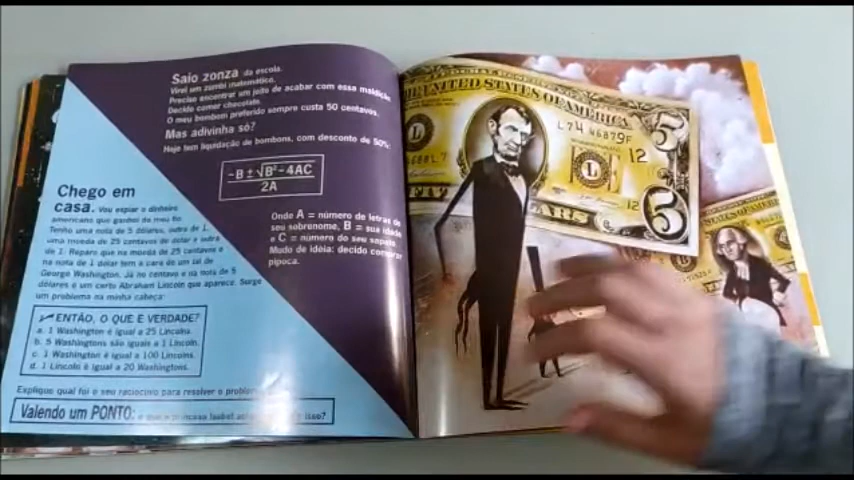 Saio zonza da escola.
Virei um zumbi matemático.
Preciso encontrar um jeito de acabar com essa maldição.
Decido comer chocolate.
O meu bombom preferido sempre custa 50 centavos.
Mas adivinha só?
Hoje tem liquidação de bombons, com desconto de 50%.
-B ± √B² - 4AC
2A
Onde A = número de letras de
seu sobrenome, B = sua idade
e C = número do seu sapato.
Mudo de idéia: decido comprar
pipoca.
Chego em
casa. Vou espiar o dinheiro
americano que ganhei do meu tio.
Tenho uma nota de 5 dólares, outra de 1,
uma moeda de 25 centavos de dólar e outra
de 1. Reparo que na moeda de 25 centavos e
na nota de 1 dólar tem a cara de um tal de
George Washington. Já no centavo e na nota de 5
dólares é um certo Abraham Lincoln que aparece. Surge
um problema na minha cabeça:
ENTÃO, O QUE É VERDADE?
a. 1 Washington é igual a 25 Lincolns.
b. 5 Washingtons são iguais a 1 Lincoln.
c. 1 Washington é igual a 100 Lincolns.
d. 1 Lincoln é igual a 20 Washingtons.
Explique qual foi o seu raciocínio para resolver o problema.
Valendo um PONTO:
FEDERAL RESERVE
UNITED STATES OF AMERICA
L74 46879
12
5
L
12
5
DOLLARS